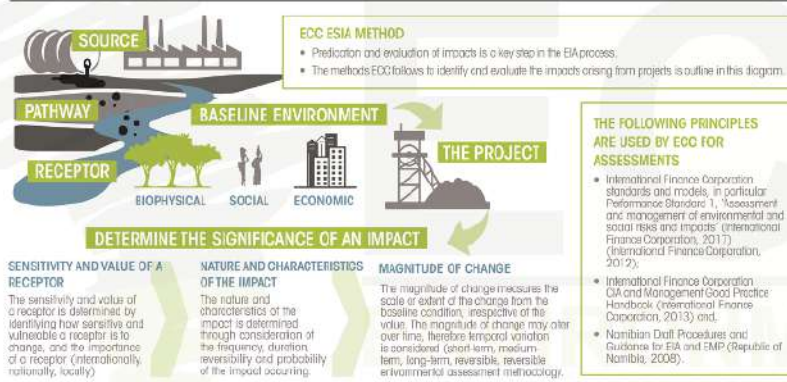 SOURCE
PATHWAY
RECEPTOR
BASELINE ENVIRONMENT
BIOPHYSICAL
SOCIAL
ECONOMIC
THE PROJECT
ECC ESIA METHOD
• Predication and evaluation of impacts is a key step in the EIA process.
• The methods ECC follows to identify and evaluate the impacts arising from projects is outline in this diagram.
DETERMINE THE SIGNIFICANCE OF AN IMPACT
SENSITIVITY AND VALUE OF A
RECEPTOR
The sensitivity and value of
a receptor is determined by
identifying how sensitive and
vulnerable a receptor is to
change, and the importance
of a receptor (internationally,
nationally, locally)
NATURE AND CHARACTERISTICS
OF THE IMPACT
The nature and
characteristics of the
impact is determined
through consideration of
the frequency, duration,
reversibility and probability
of the impact occurring.
MAGNITUDE OF CHANGE
The magnitude of change measures the
scale or extent of the change from the
baseline condition, irrespective of the
value. The magnitude of change may alter
over time, therefore temporal variation
is considered (short-term, medium-
term, long-term, reversible, reversible
environmental assessment methodology.
THE FOLLOWING PRINCIPLES
ARE USED BY ECC FOR
ASSESSMENTS
• International Finance Corporation
standards and models, in particular
Performance Standard 1, 'Assessment
and management of environmental and
social risks and impacts' (International
Finance Corporation, 2017)
(International Finance Corporation,
2012),
• International Finance Corporation
CIA and Management Good Practice
Handbook (International Finance
Corporation, 2013) and,
• Namibian Draft Procedures and
Guidance for EIA and EMP (Republic of
Namibia, 2008).